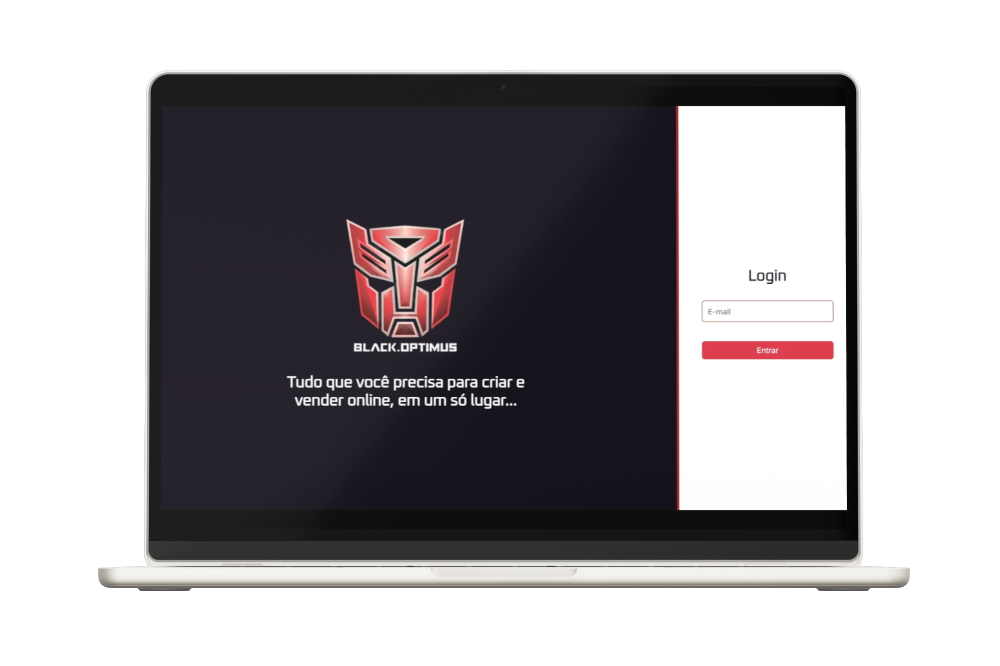 BLACK.OPTIMUS
Tudo que você precisa para criar e
vender online, em um só lugar...
Login
E-mail
Entrar